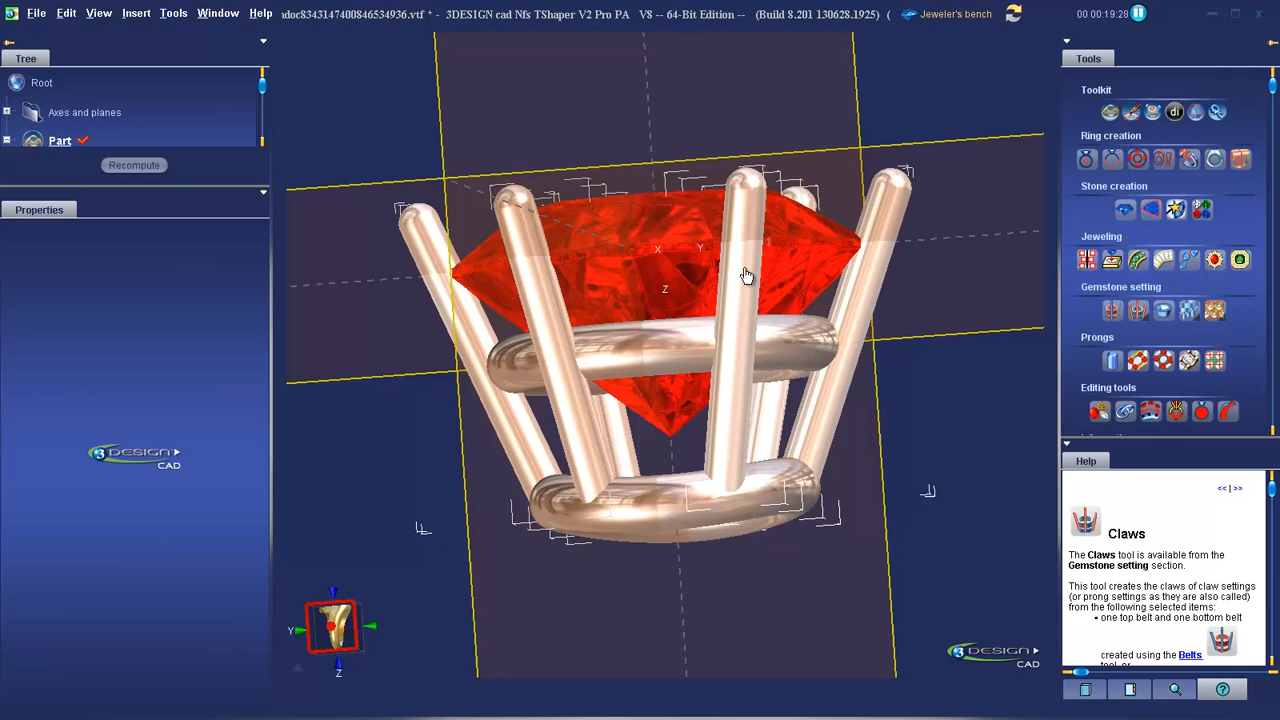 File Edit View Insert Tools Window Help
ndoc8343147400846534936.vtf * - 3DESIGN cad Nfs TShaper V2 Pro PA V8 -- 64-Bit Edition -- (Build 8.201 130628.1925) (
Jeweler's bench
00 00:19:28
Tree
Root
Axes and planes
Part
Recompute
Properties
3DESIGN
CAD
X
Y
Z
Y
Z
3DESIGN
CAD
Tools
Toolkit
di
Ring creation
Stone creation
Jeweling
Gemstone setting
Prongs
Editing tools
Help
<< | >>
Claws
The Claws tool is available from the
Gemstone setting section.
This tool creates the claws of claw settings
(or prong settings as they are also called)
from the following selected items:
• one top belt and one bottom belt
created using the Belts
tool, or